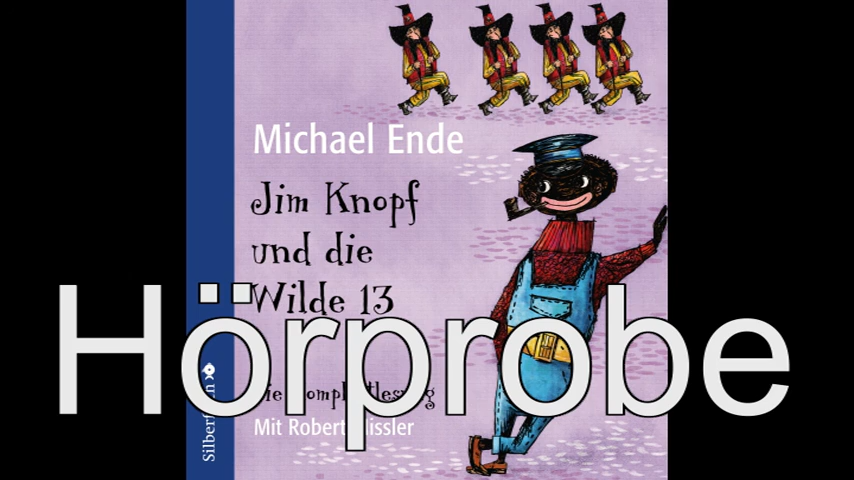 Michael Ende
Jim Knopf
und die
Wilde 13
Hörprobe
Mit Robert